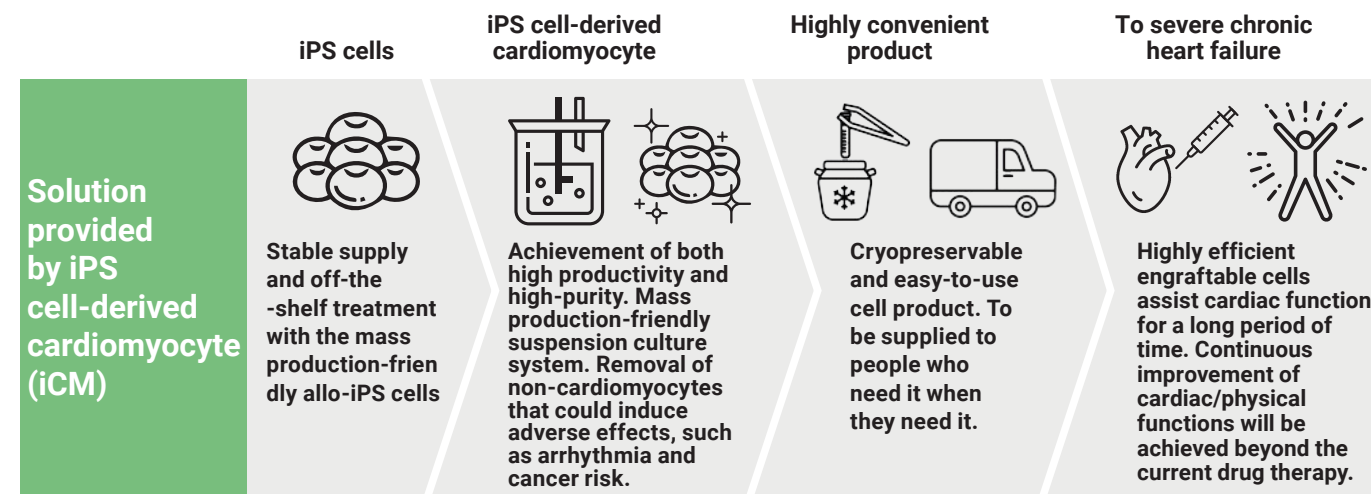 iPS cells
iPS cell-derived
cardiomyocyte
Highly convenient
product
To severe chronic
heart failure
Solution
provided
by iPS
cell-derived
cardiomyocyte
(iCM)
Stable supply
and off-the
-shelf treatment
with the mass
production-frien
dly allo-iPS cells
Achievement of both
high productivity and
high-purity. Mass
production-friendly
suspension culture
system. Removal of
non-cardiomyocytes
that could induce
adverse effects, such
as arrhythmia and
cancer risk.
Cryopreservable
and easy-to-use
cell product. To
be supplied to
people who
need it when
they need it.
Highly efficient
engraftable cells
assist cardiac function
for a long period of
time. Continuous
improvement of
cardiac/physical
functions will be
achieved beyond the
current drug therapy.